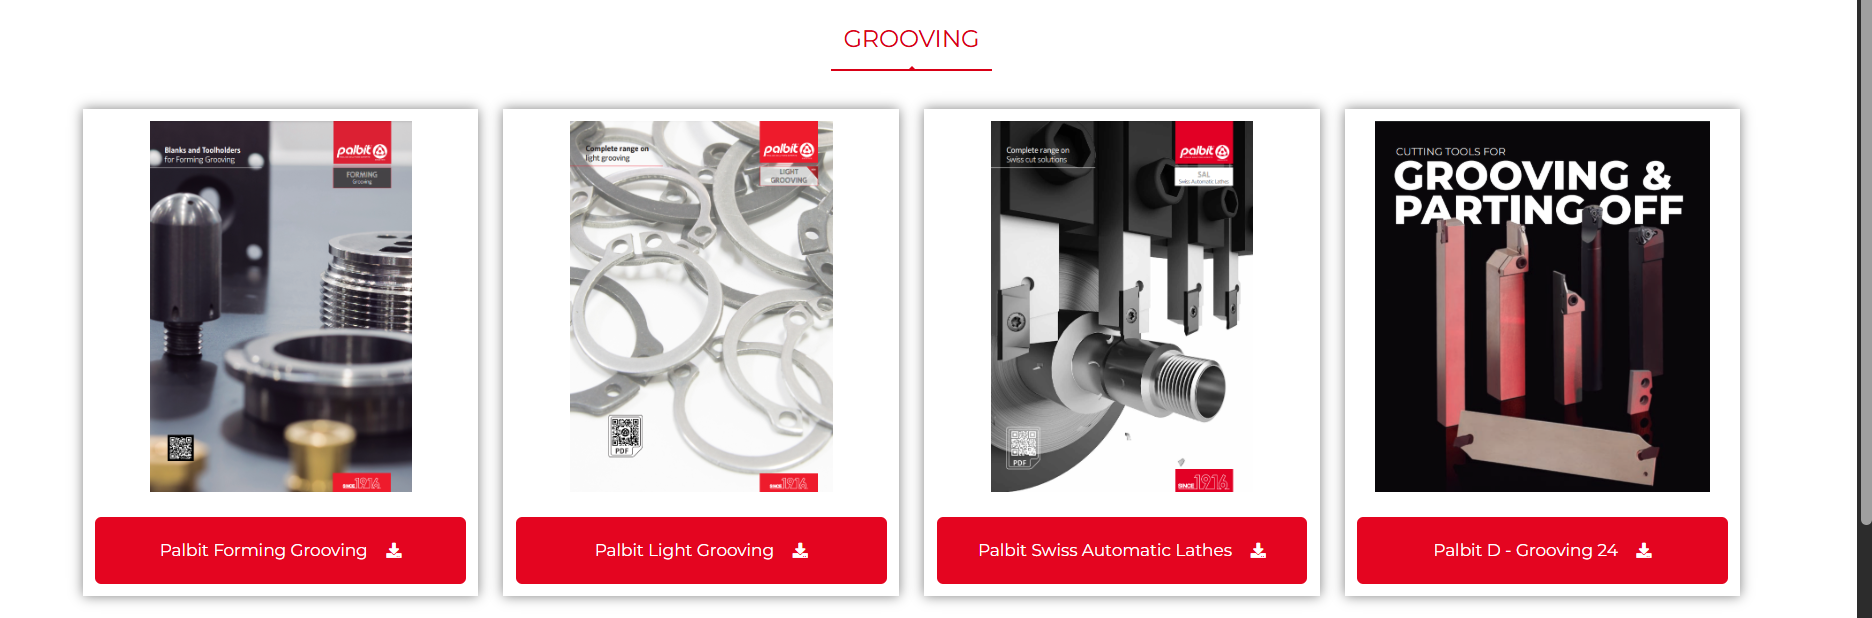 GROOVING
Blanks and Toolholders
for Forming Grooving
palbit
FORMING
Grooving
SINCE 1916
Palbit Forming Grooving
Complete range on
light grooving
palbit
LIGHT
GROOVING
PDF
SINCE 1916
Palbit Light Grooving
Complete range on
Swiss cut solutions
palbit
SAL
Swiss Automatic Lathes
PDF
SINCE 1916
Palbit Swiss Automatic Lathes
CUTTING TOOLS FOR
GROOVING &
PARTING OFF
Palbit D - Grooving 24